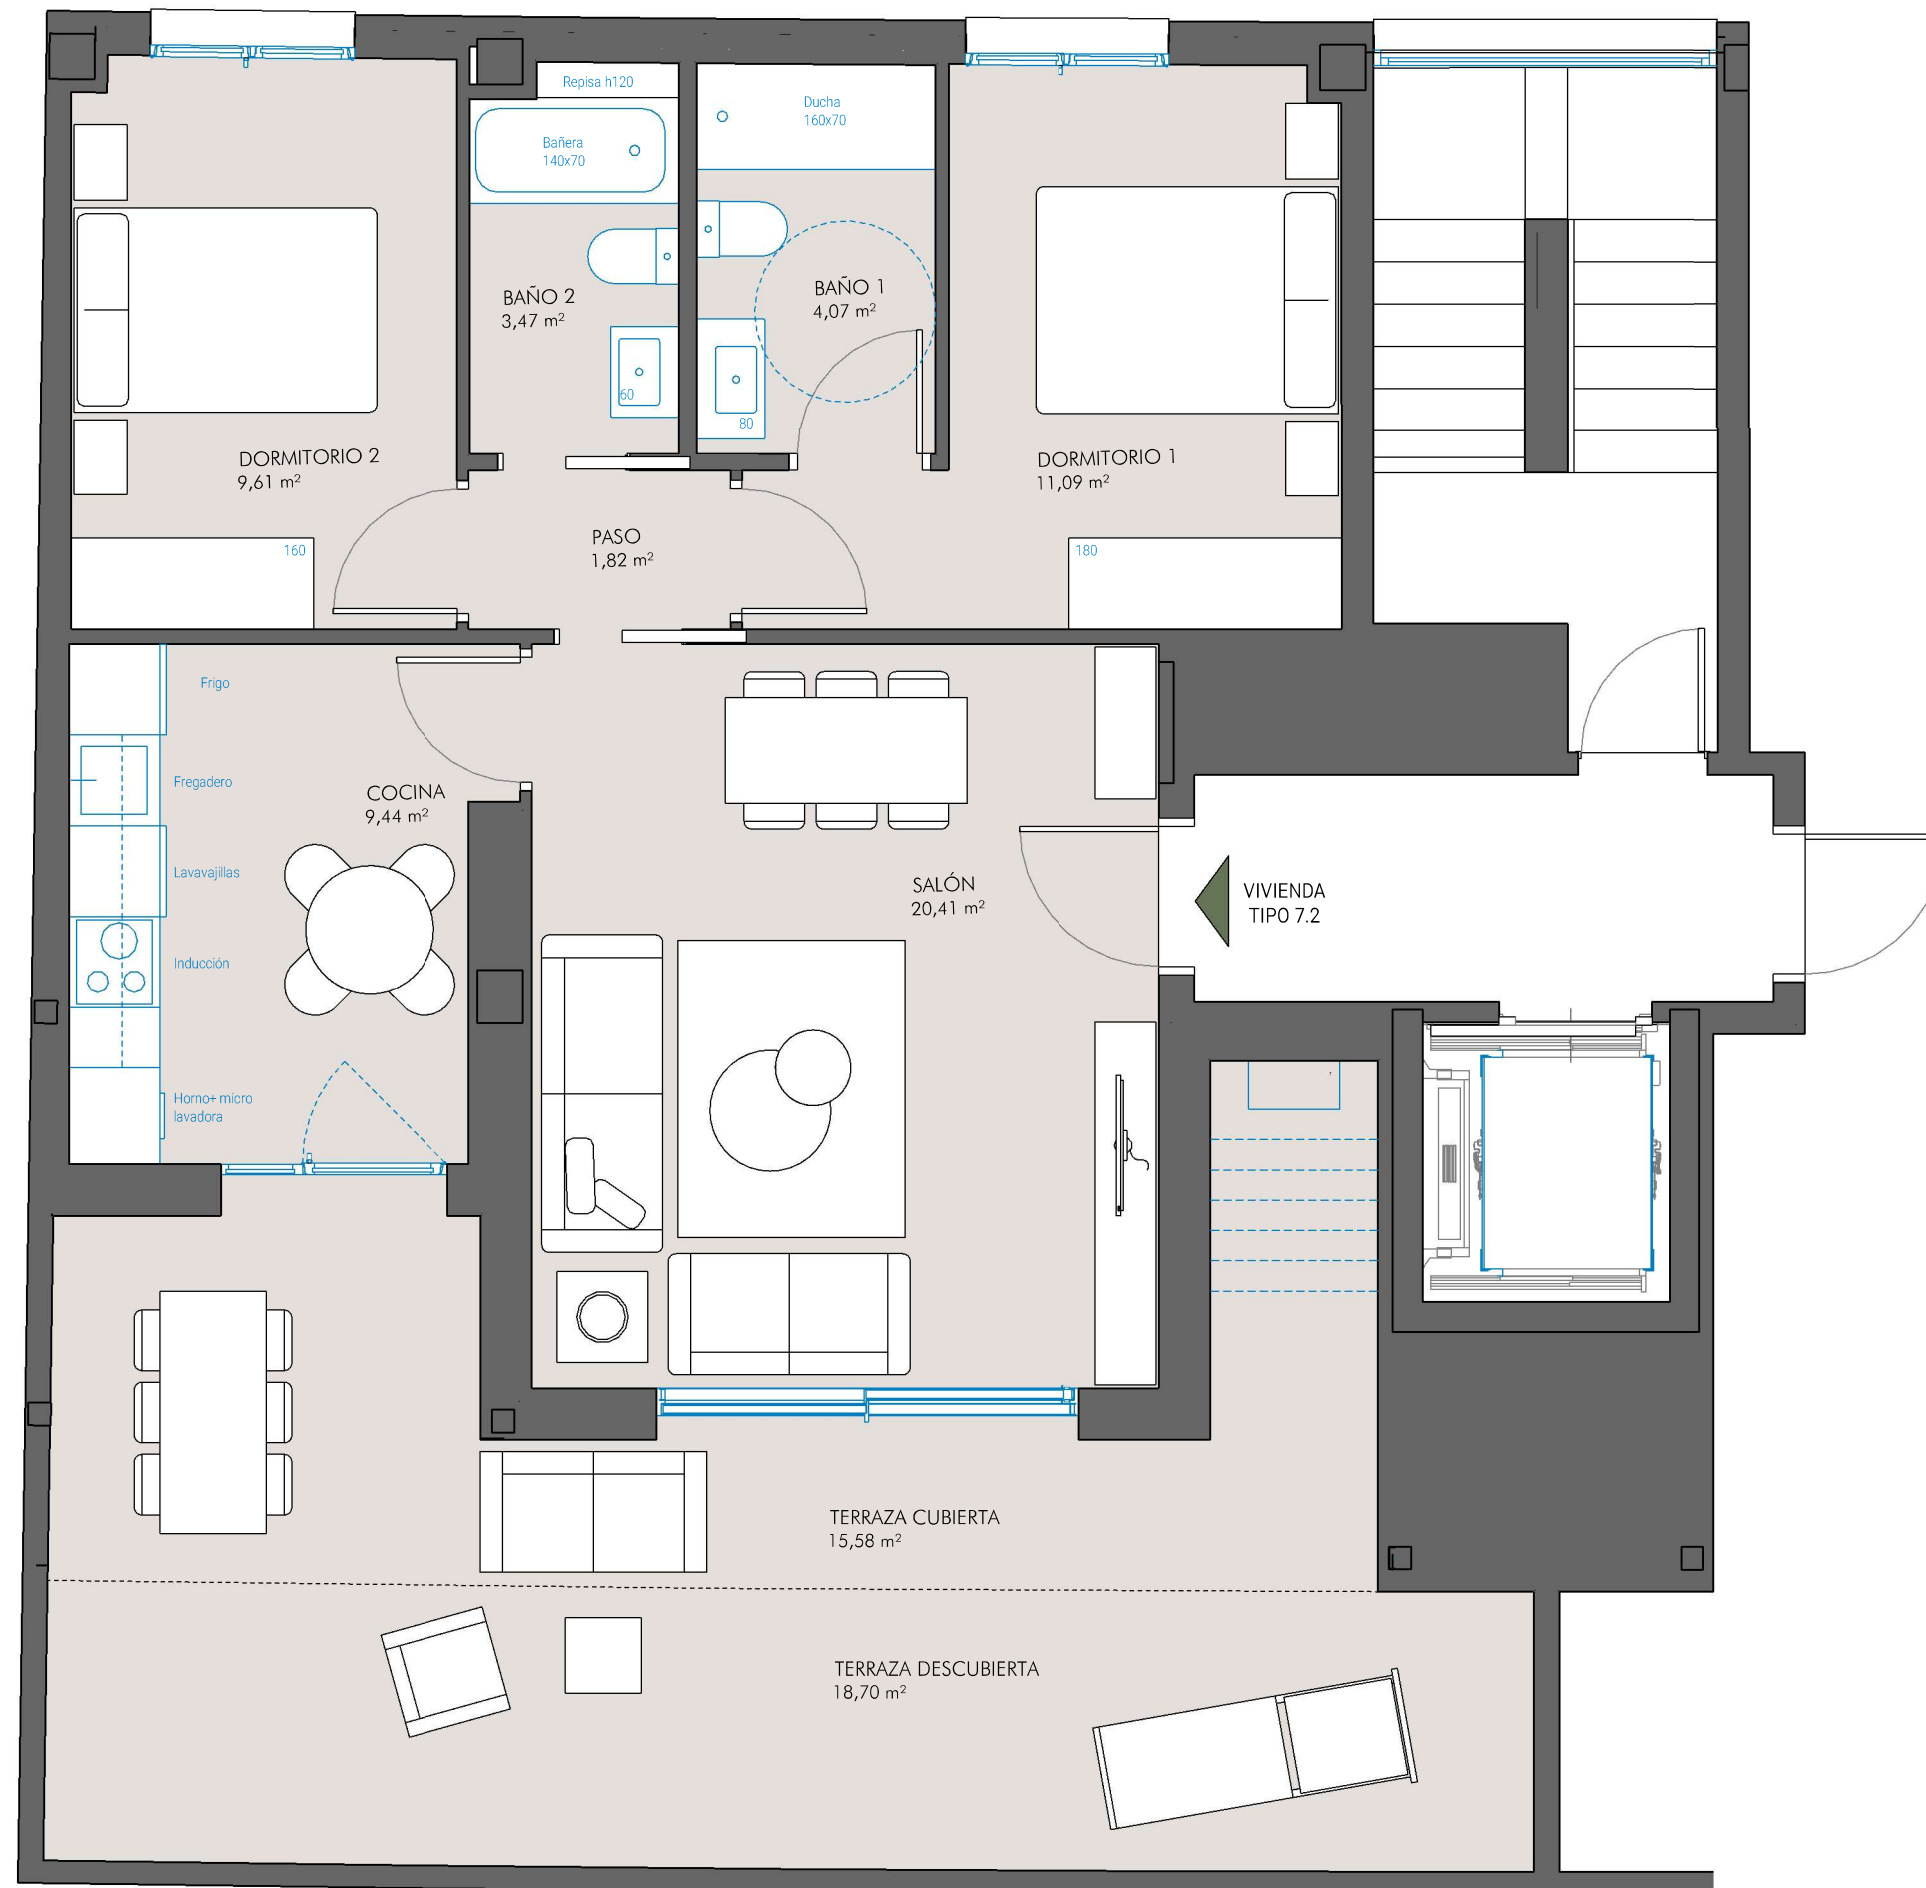 Repisa h120
Bañera
140x70
Ducha
160x70
BAÑO 2
3,47 m²
60
BAÑO 1
4,07 m²
80
DORMITORIO 2
9,61 m²
160
DORMITORIO 1
11,09 m²
180
PASO
1,82 m²
Frigo
Fregadero
COCINA
9,44 m²
Lavavajillas
Inducción
Horno+ micro
lavadora
SALÓN
20,41 m²
VIVIENDA
TIPO 7.2
TERRAZA CUBIERTA
15,58 m²
TERRAZA DESCUBIERTA
18,70 m²